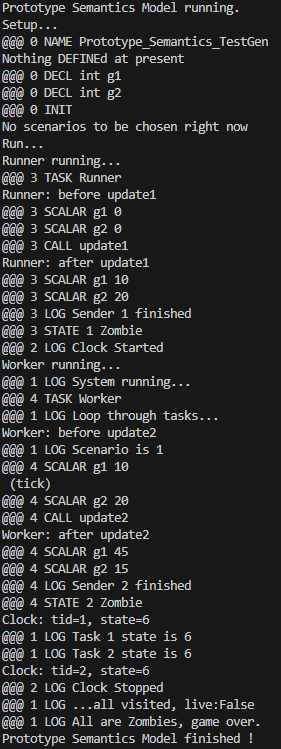 Prototype Semantics Model running.
Setup...
@@@ 0 NAME Prototype_Semantics_TestGen
Nothing DEFINEd at present
@@@ 0 DECL int g1
@@@ 0 DECL int g2
@@@ 0 INIT
No scenarios to be chosen right now
Run...
Runner running...
@@@ 3 TASK Runner
Runner: before update1
@@@ 3 SCALAR g1 0
@@@ 3 SCALAR g2 0
@@@ 3 CALL update1
Runner: after update1
@@@ 3 SCALAR g1 10
@@@ 3 SCALAR g2 20
@@@ 3 LOG Sender 1 finished
@@@ 3 STATE 1 Zombie
@@@ 2 LOG Clock Started
Worker running...
@@@ 1 LOG System running...
@@@ 4 TASK Worker
@@@ 1 LOG Loop through tasks...
Worker: before update2
@@@ 1 LOG Scenario is 1
@@@ 4 SCALAR g1 10
 (tick)
@@@ 4 SCALAR g2 20
@@@ 4 CALL update2
Worker: after update2
@@@ 4 SCALAR g1 45
@@@ 4 SCALAR g2 15
@@@ 4 LOG Sender 2 finished
@@@ 4 STATE 2 Zombie
Clock: tid=1, state=6
@@@ 1 LOG Task 1 state is 6
@@@ 1 LOG Task 2 state is 6
Clock: tid=2, state=6
@@@ 2 LOG Clock Stopped
@@@ 1 LOG ...all visited, live:False
@@@ 1 LOG All are Zombies, game over.
Prototype Semantics Model finished !